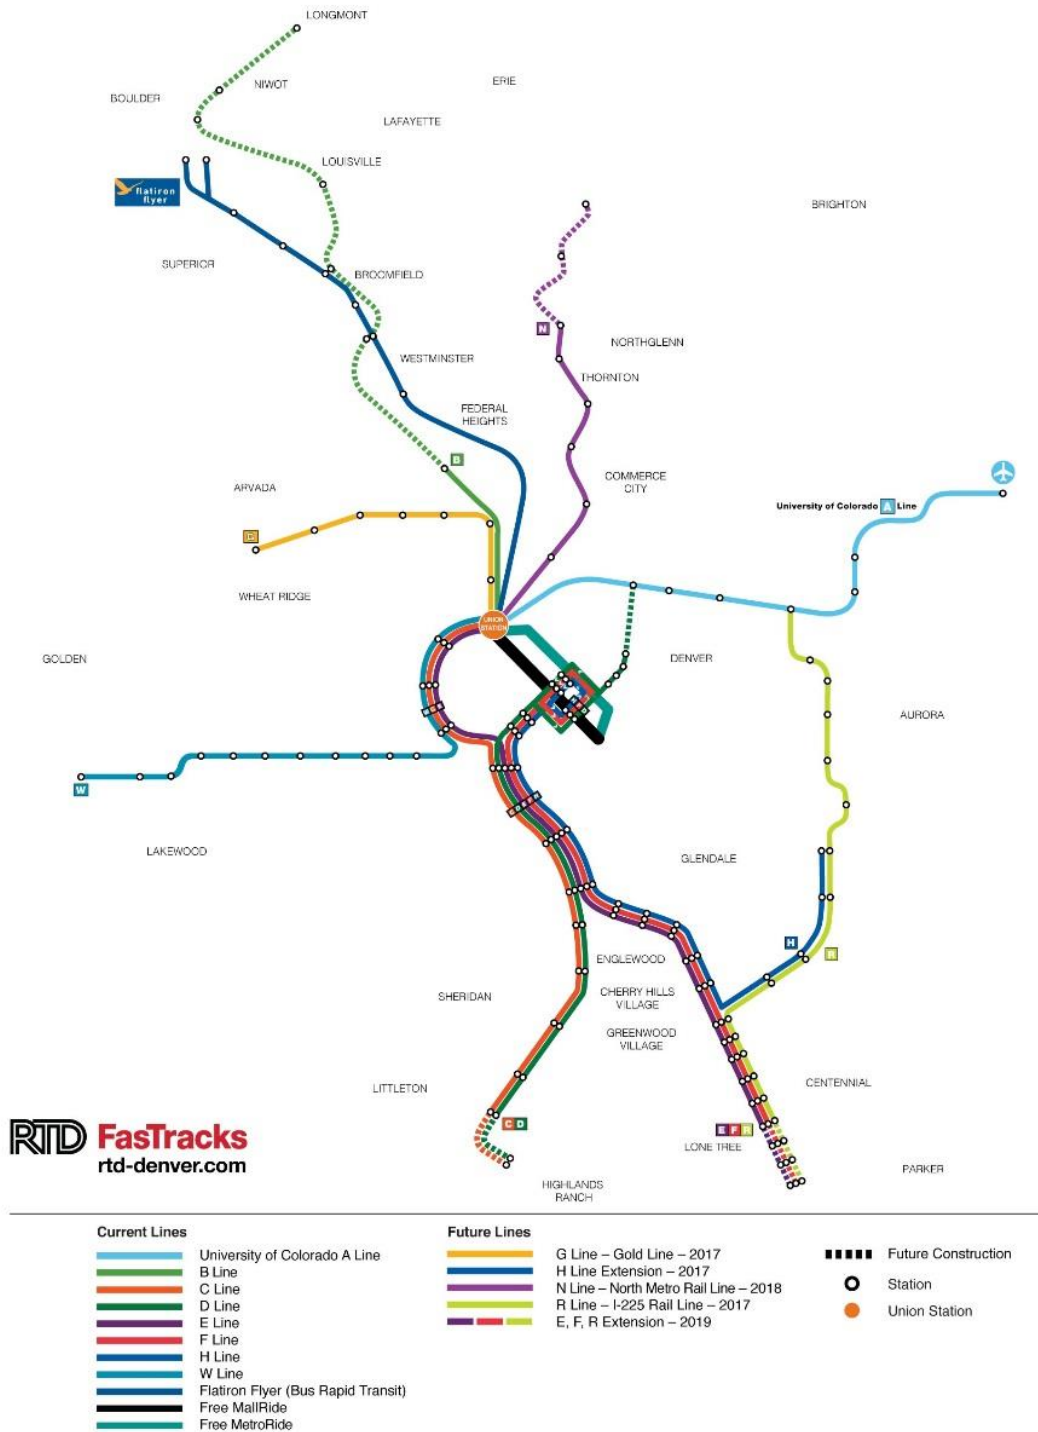 LONGMONT
ERIE
NIWOT
BOULDER
LAFAYETTE
LOUISVILLE
flatiron
flyer
BRIGHTON
SUPERIOR
BROOMFIELD
N
NORTHGLENN
WESTMINSTER
THORNTON
FEDERAL
HEIGHTS
B
COMMERCE
CITY
ARVADA
University of Colorado A Line
G
WHEAT RIDGE
UNION
STATION
GOLDEN
DENVER
AURORA
W
LAKEWOOD
GLENDALE
H
R
ENGLEWOOD
SHERIDAN
CHERRY HILLS
VILLAGE
GREENWOOD
VILLAGE
LITTLETON
CENTENNIAL
C D
E F R
LONE TREE
RTD FasTracks
rtd-denver.com
PARKER
HIGHLANDS
RANCH
Current Lines
University of Colorado A Line
B Line
C Line
D Line
E Line
F Line
H Line
W Line
Flatiron Flyer (Bus Rapid Transit)
Free MallRide
Free MetroRide
Future Lines
G Line – Gold Line – 2017
H Line Extension – 2017
N Line – North Metro Rail Line – 2018
R Line – I-225 Rail Line – 2017
E, F, R Extension – 2019
Future Construction
Station
Union Station